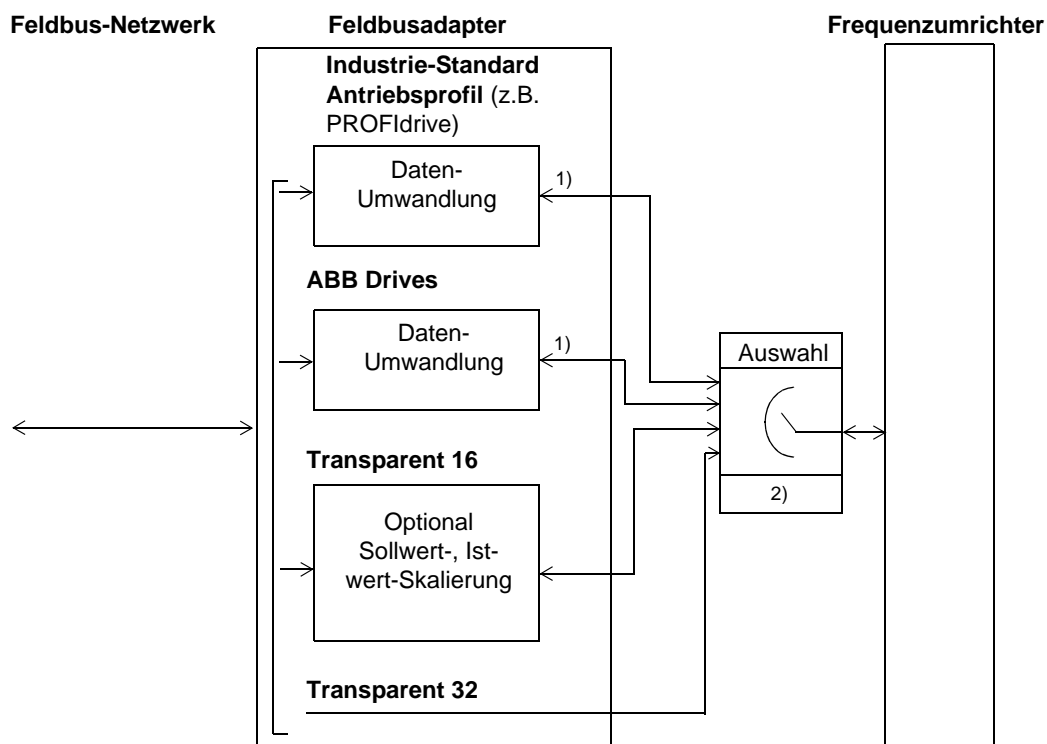 Feldbus-Netzwerk
Feldbusadapter
Frequenzumrichter
Industrie-Standard
Antriebsprofil (z.B.
PROFIdrive)
Daten-
Umwandlung
1)
ABB Drives
Daten-
Umwandlung
1)
Auswahl
2)
Transparent 16
Optional
Sollwert-, Ist-
wert-Skalierung
Transparent 32